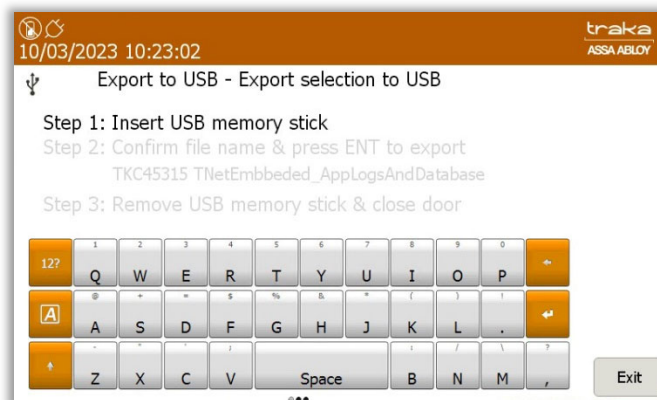 traka
10/03/2023 10:23:02
ASSA ABLOY
Export to USB - Export selection to USB
Step 1: Insert USB memory stick
Step 2: Confirm file name & press ENT to export
TKC45315 TNetEmbbeded_AppLogsAndDatabase
Step 3: Remove USB memory stick & close door
1 2 3 4 5 6 7 8 9 0
12? Q W E R T Y U I O P
@ + = $ % & * ( ) !
A A S D F G H J K L .
- : / \ ?
Z X C V Space B N M ,
Exit